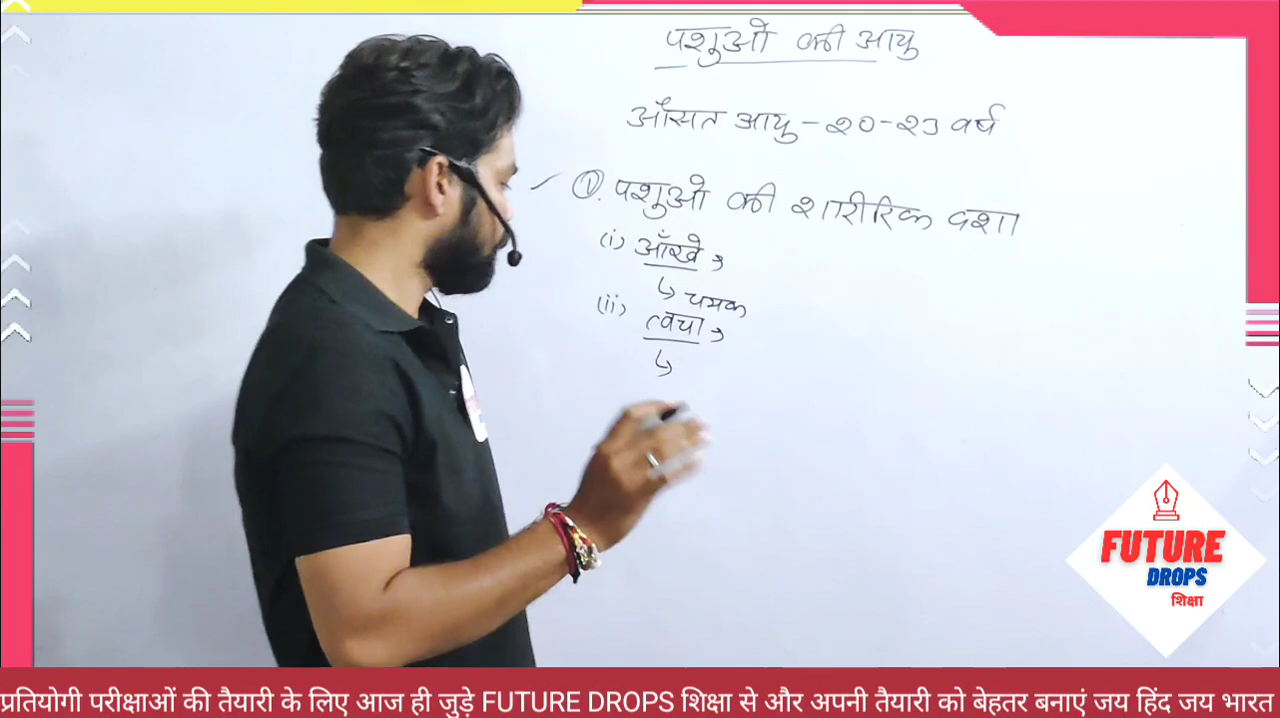 पशुओं की आयु
औसत आयु - २०-२३ वर्ष
①. पशुओ की शारीरिक दशा
(i) आँखे,
↳ चमक
(ii) त्वचा,
↳
FUTURE
DROPS
शिक्षा
प्रतियोगी परीक्षाओं की तैयारी के लिए आज ही जुड़े FUTURE DROPS शिक्षा से और अपनी तैयारी को बेहतर बनाएं जय हिंद जय भारत